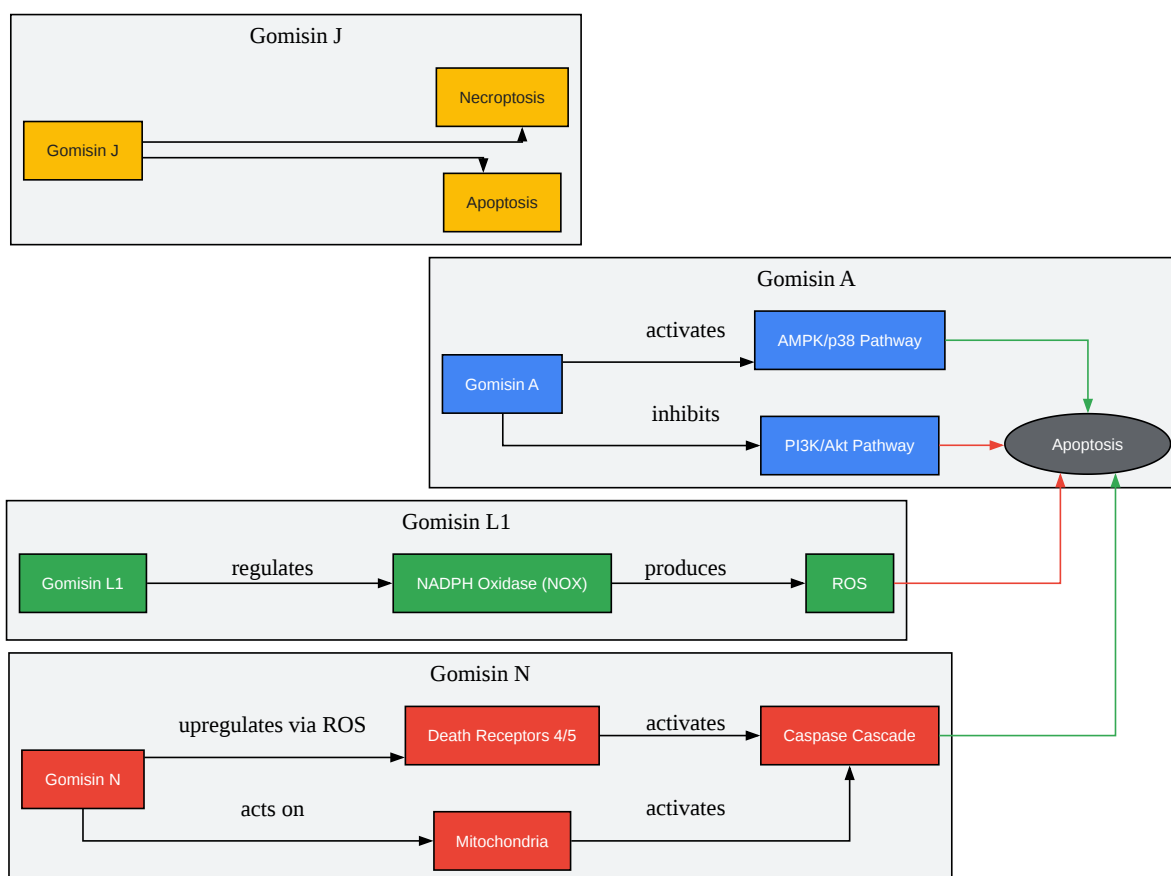 Gomisin J
Necroptosis
Gomisin J
Apoptosis
Gomisin A
activates
AMPK/p38 Pathway
Gomisin A
inhibits
PI3K/Akt Pathway
Apoptosis
Gomisin L1
Gomisin L1
regulates
NADPH Oxidase (NOX)
produces
ROS
Gomisin N
upregulates via ROS
Death Receptors 4/5
activates
Caspase Cascade
Gomisin N
acts on
Mitochondria
activates